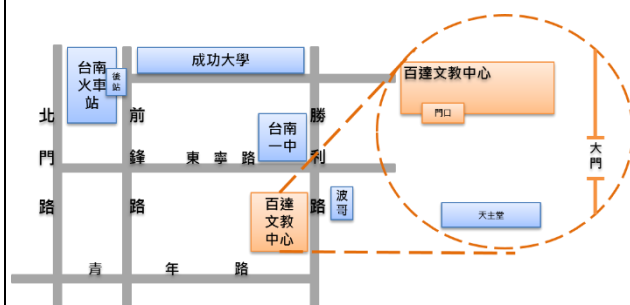 成功大學
台南
火車
站
後
站
百達文教中心
門口
北門路
前鋒路
勝利路
台南
一中
東寧路
大門
百達
文教
中心
波
哥
天主堂
青年路